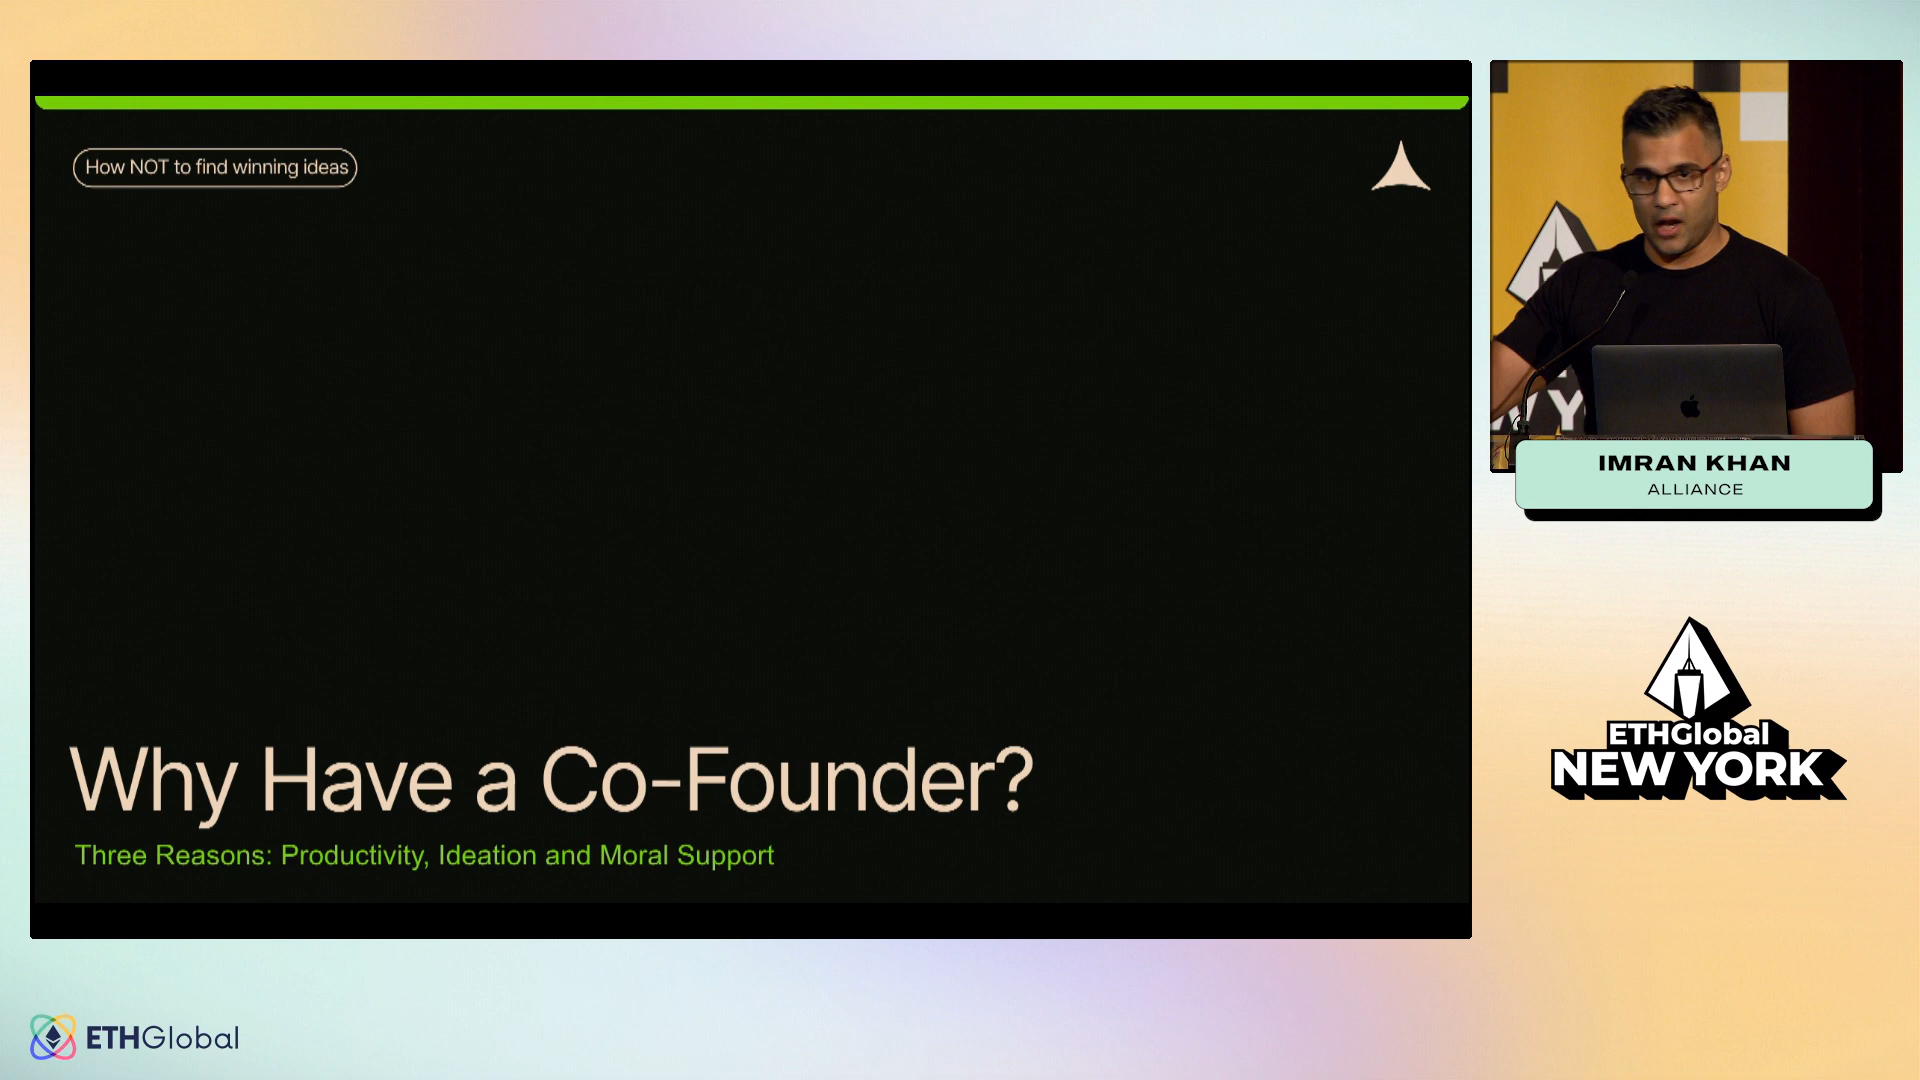 How NOT to find winning ideas
Why Have a Co-Founder?
Three Reasons: Productivity, Ideation and Moral Support
W Y
IMRAN KHAN
ALLIANCE
ETHGlobal
NEW YORK
ETHGlobal